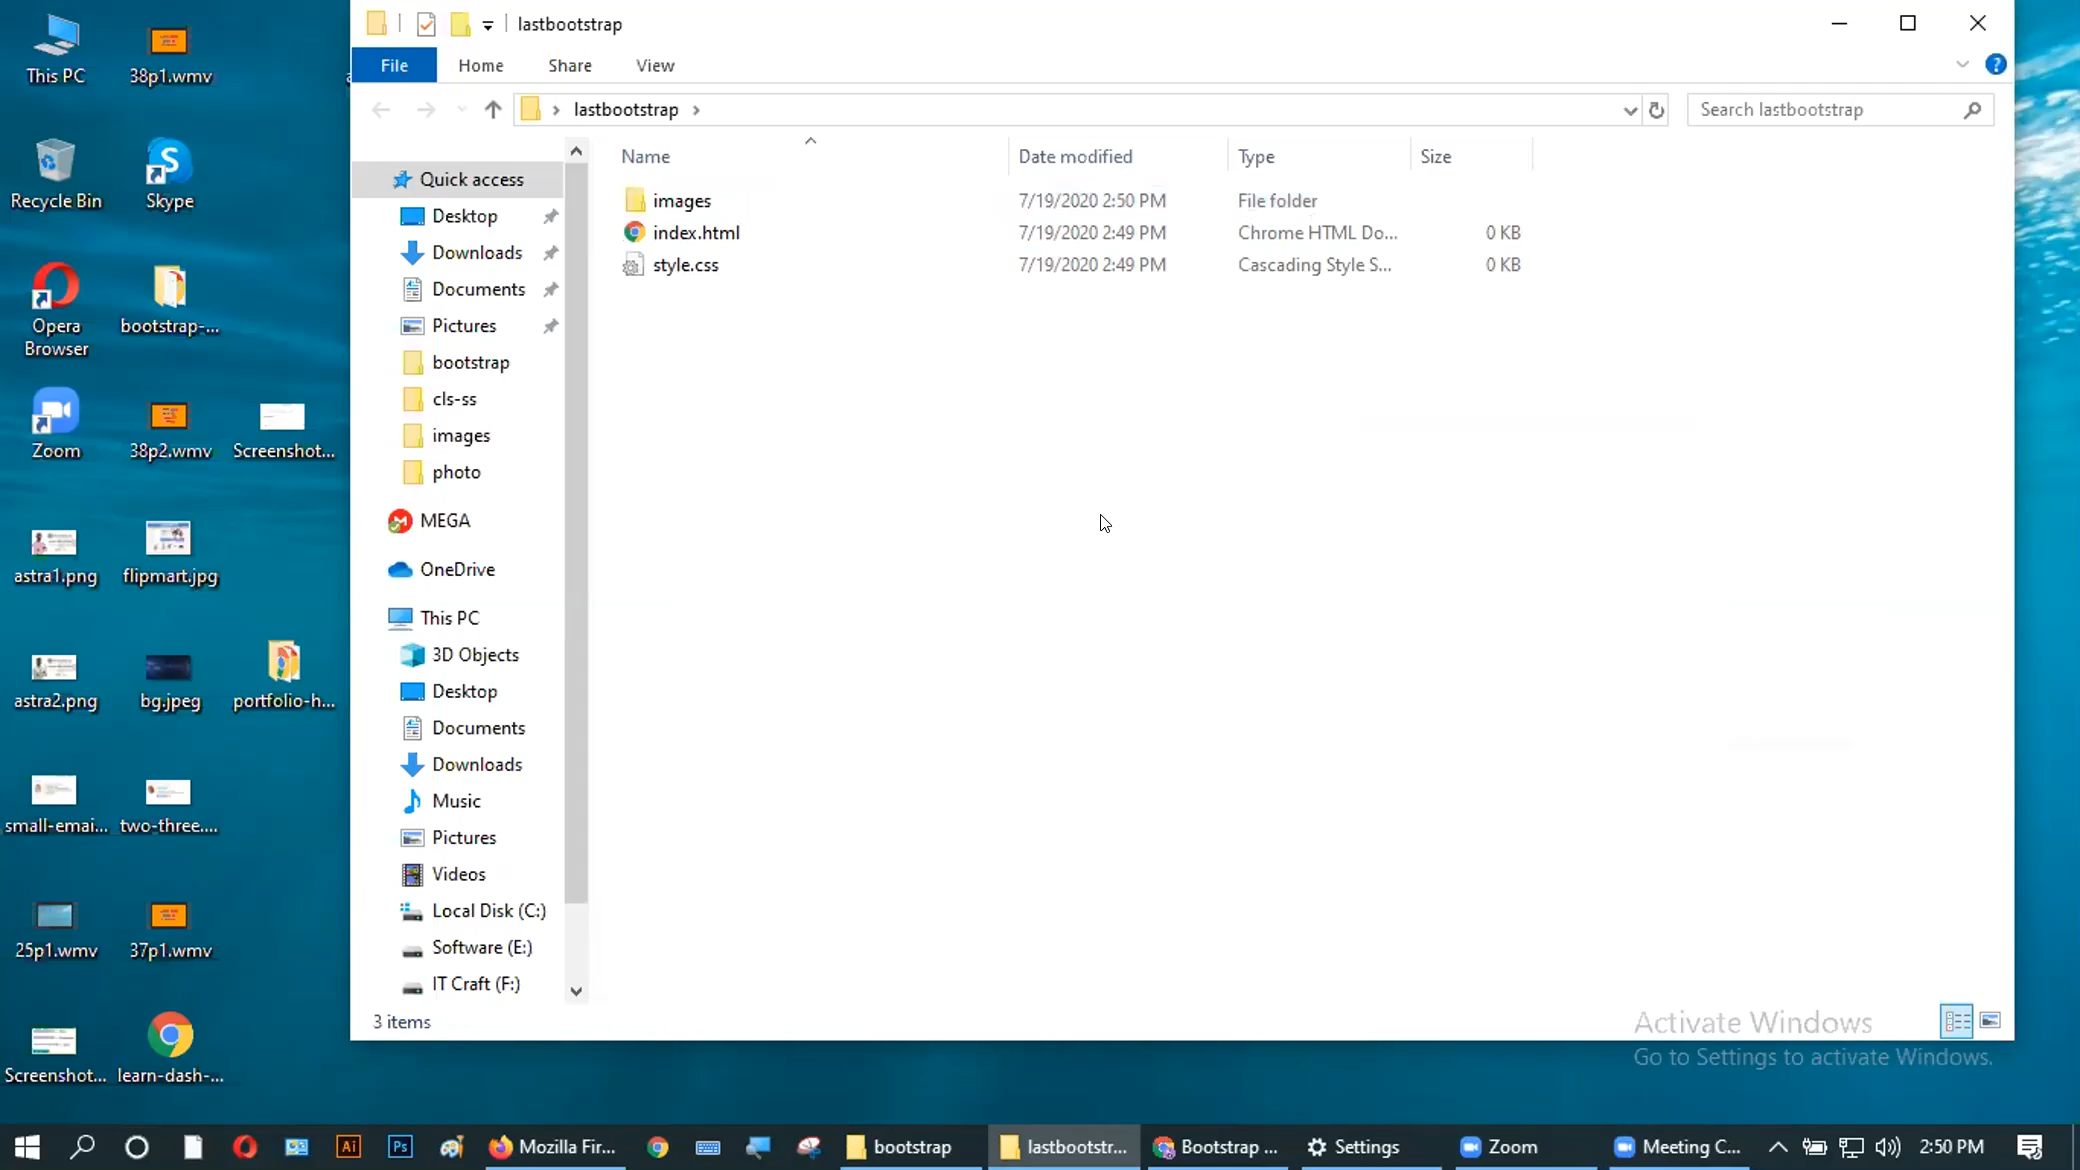 lastbootstrap
File
Home
Share
View
lastbootstrap
Search lastbootstrap
Name
Date modified
Type
Size
images
7/19/2020 2:50 PM
File folder
index.html
7/19/2020 2:49 PM
Chrome HTML Do...
0 KB
style.css
7/19/2020 2:49 PM
Cascading Style S...
0 KB
Quick access
Desktop
Downloads
Documents
Pictures
bootstrap
cls-ss
images
photo
MEGA
OneDrive
This PC
3D Objects
Desktop
Documents
Downloads
Music
Pictures
Videos
Local Disk (C:)
Software (E:)
IT Craft (F:)
3 items
This PC
38p1.wmv
Recycle Bin
Skype
Opera
Browser
bootstrap-...
Zoom
38p2.wmv
Screenshot...
astra1.png
flipmart.jpg
astra2.png
bg.jpeg
portfolio-h...
small-emai...
two-three....
25p1.wmv
37p1.wmv
Screenshot...
learn-dash-...
Activate Windows
Go to Settings to activate Windows.
Ai
Ps
Mozilla Fir...
bootstrap
lastbootstr...
Bootstrap ...
Settings
Zoom
Meeting C...
2:50 PM